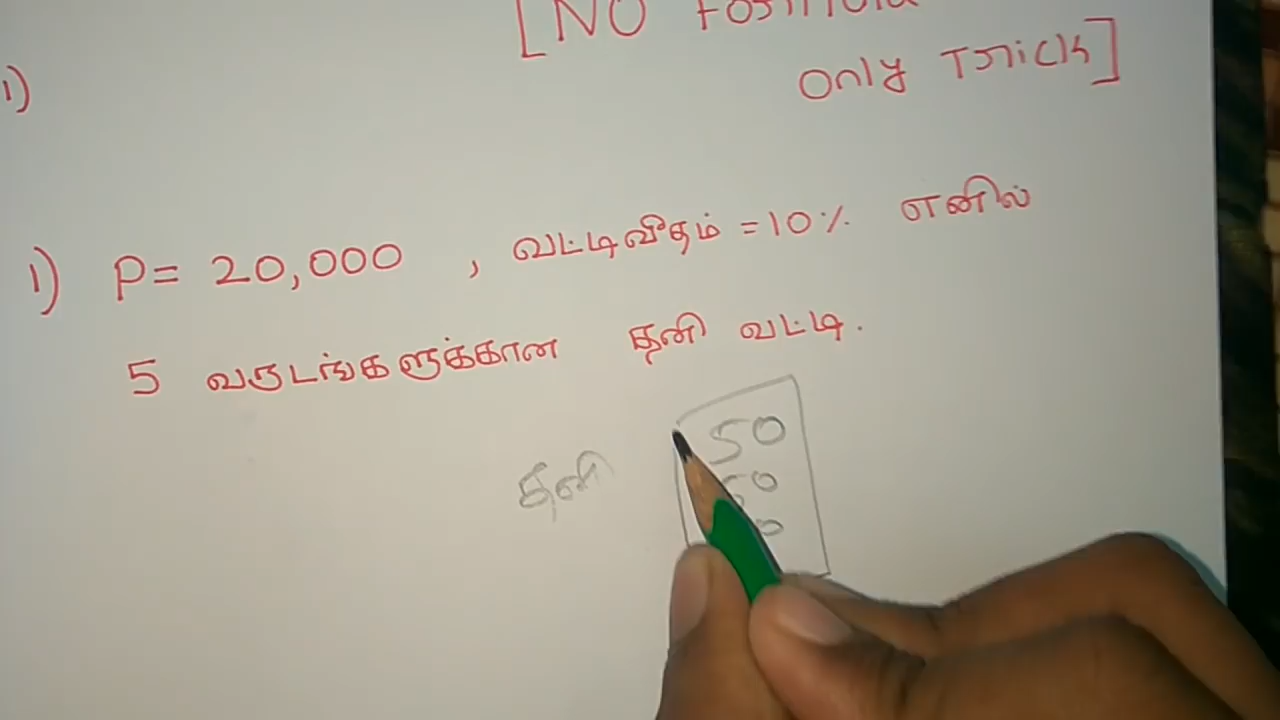 [NO Formula
Only Trick]
1)
1) P= 20,000 , வட்டிவீதம் =10% எனில்
5 வருடங்களுக்கான தனி வட்டி.
தனி 50
50